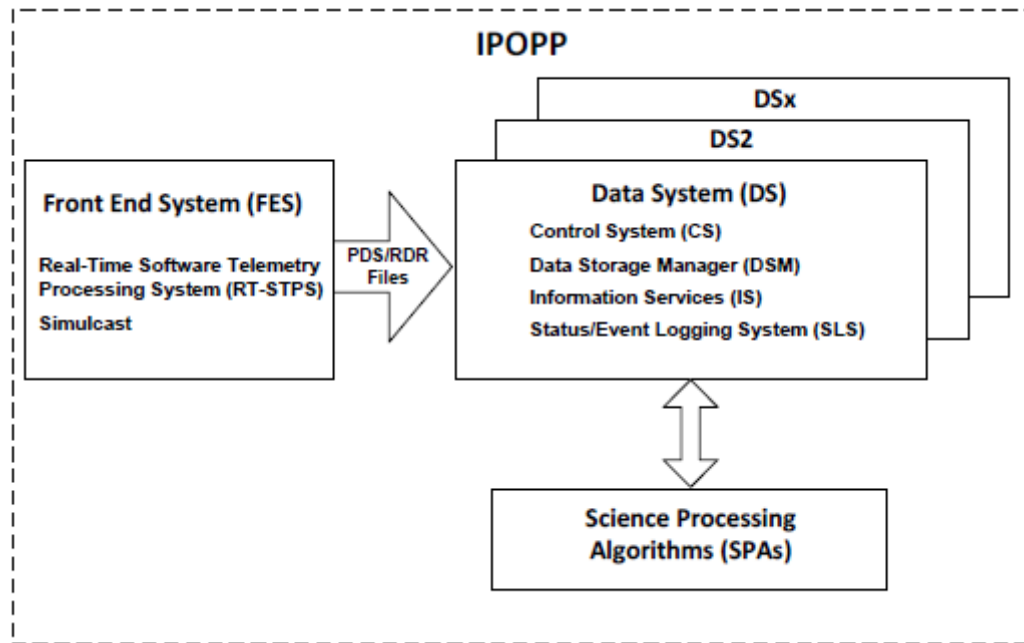 IPOPP
DSx
DS2
Front End System (FES)
Real-Time Software Telemetry
Processing System (RT-STPS)
Simulcast
PDS/RDR
Files
Data System (DS)
Control System (CS)
Data Storage Manager (DSM)
Information Services (IS)
Status/Event Logging System (SLS)
Science Processing
Algorithms (SPAs)